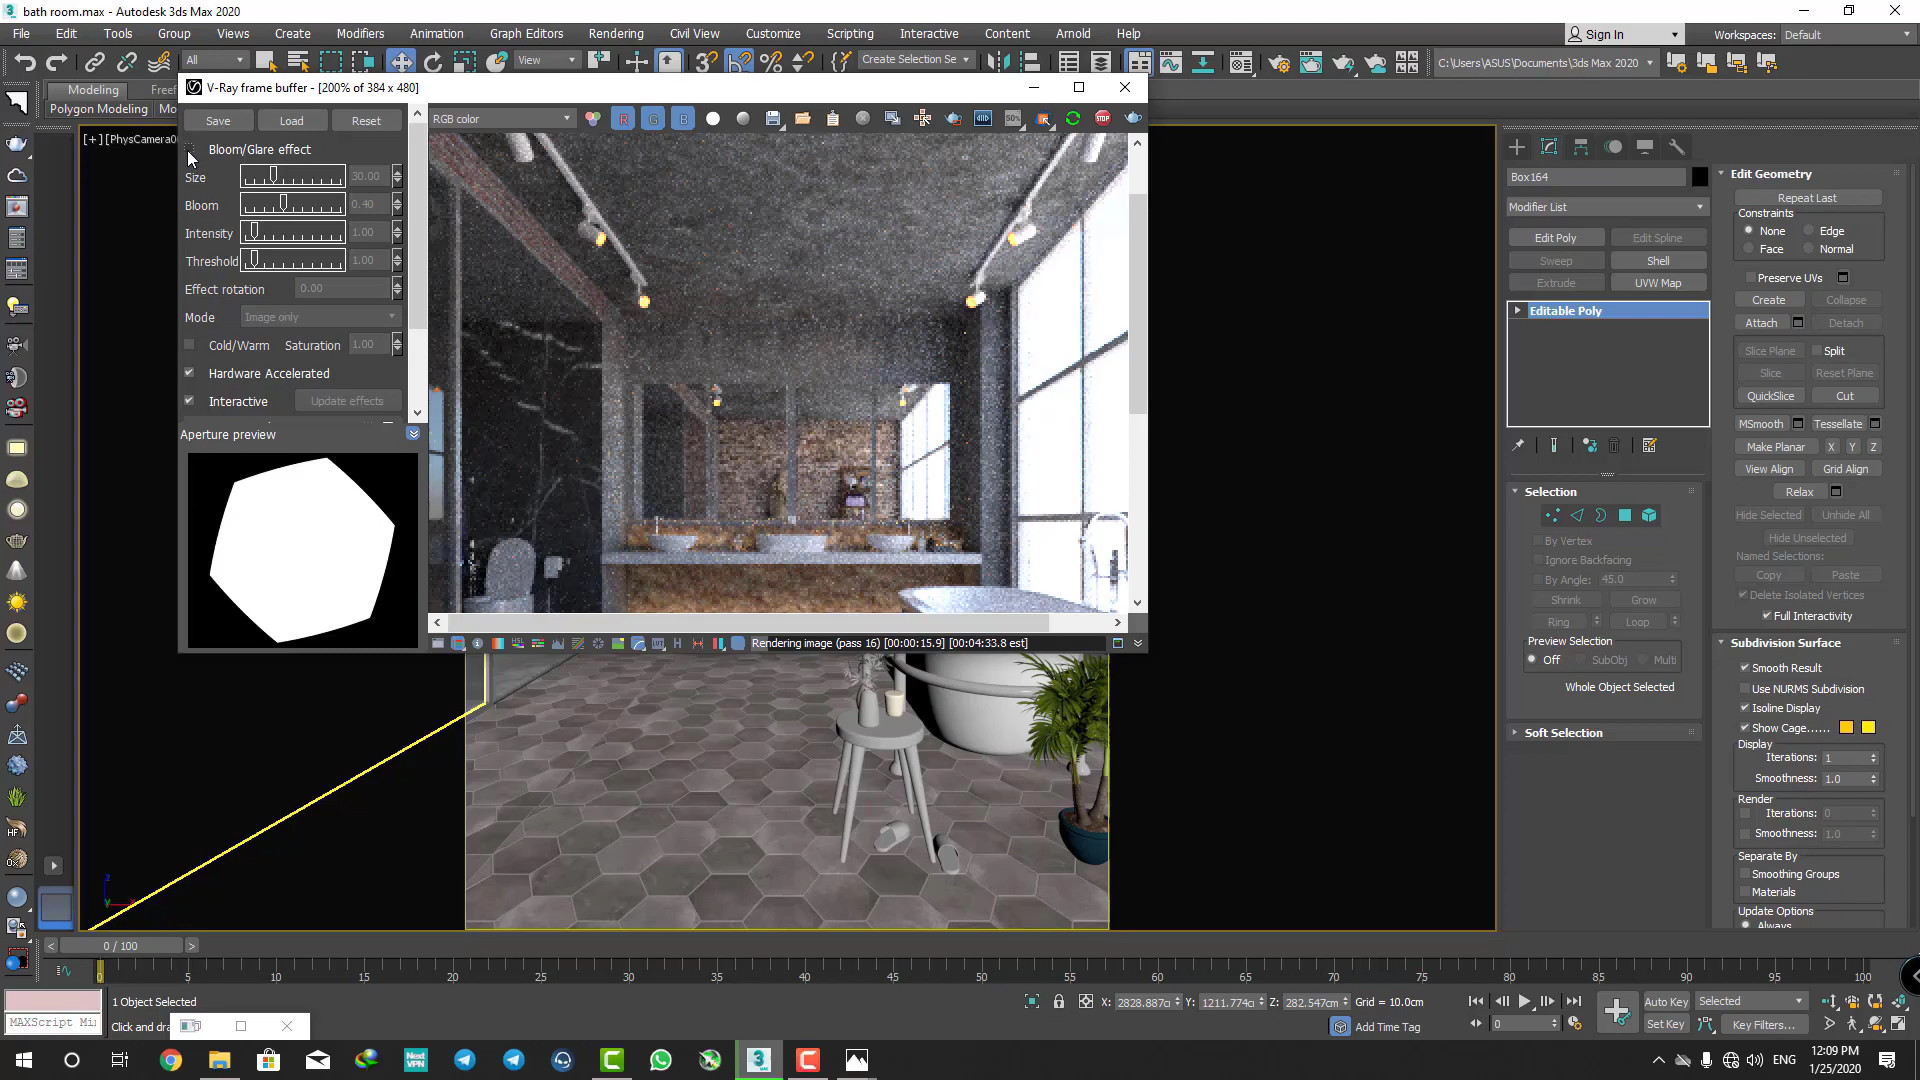 bath room.max - Autodesk 3ds Max 2020
File Edit Tools Group Views Create Modifiers Animation Graph Editors Rendering Civil View Customize Scripting Interactive Content Arnold Help
Sign In Workspaces: Default
All View Create Selection Se C:\Users\ASUS\Documents\3ds Max 2020
Modeling Freef
Polygon Modeling Mo
V-Ray frame buffer - [200% of 384 x 480]
Save Load Reset
RGB color R G B 50% STOP
[+] [PhysCamera0
Bloom/Glare effect
Size 30.00
Bloom 0.40
Intensity 1.00
Threshold 1.00
Effect rotation 0.00
Mode Image only
Cold/Warm Saturation 1.00
Hardware Accelerated
Interactive Update effects
Aperture preview
Rendering image (pass 16) [00:00:15.9] [00:04:33.8 est]
Box164
Modifier List
Edit Poly Edit Spline
Sweep Shell
Extrude UVW Map
Editable Poly
Selection
By Vertex
Ignore Backfacing
By Angle: 45.0
Shrink Grow
Ring Loop
Preview Selection
Off SubObj Multi
Whole Object Selected
Soft Selection
Edit Geometry
Repeat Last
Constraints
None Edge
Face Normal
Preserve UVs
Create Collapse
Attach Detach
Slice Plane Split
Slice Reset Plane
QuickSlice Cut
MSmooth Tessellate
Make Planar X Y Z
View Align Grid Align
Relax
Hide Selected Unhide All
Hide Unselected
Named Selections:
Copy Paste
Delete Isolated Vertices
Full Interactivity
Subdivision Surface
Smooth Result
Use NURMS Subdivision
Isoline Display
Show Cage......
Display
Iterations: 1
Smoothness: 1.0
Render
Iterations: 0
Smoothness: 1.0
Separate By
Smoothing Groups
Materials
Update Options
Always
0 / 100
0 5 10 15 20 25 30 35 40 45 50 55 60 65 70 75 80 85 90 95 100
1 Object Selected
MAXScript Mi
Click and dra
X: 2828.887c Y: 1211.774c Z: 282.547cm Grid = 10.0cm
Add Time Tag
Auto Key Selected
0 Set Key Key Filters...
Next VPN
ENG
12:09 PM
1/25/2020